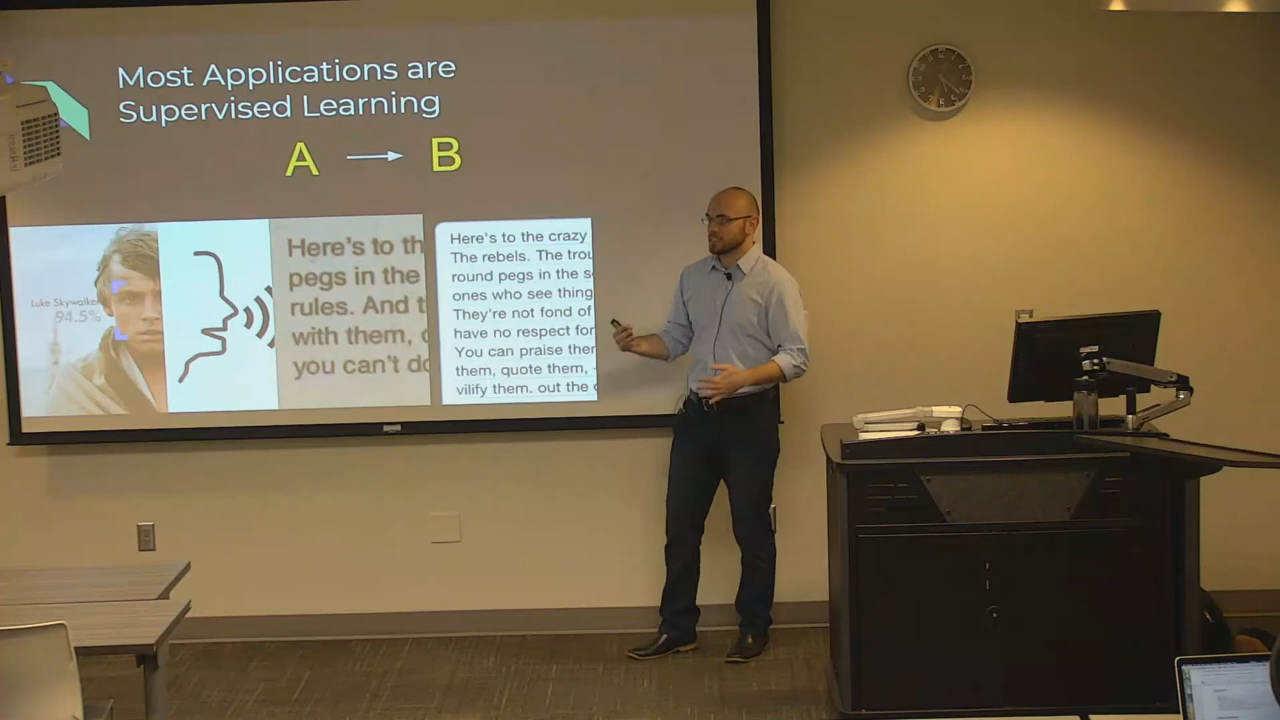 Most Applications are
Supervised Learning
A → B
Luke Skywalker
94.5%
Here's to th
pegs in the
rules. And t
with them,
you can't do
Here's to the crazy
The rebels. The trou
round pegs in the s
ones who see thing
They're not fond of
have no respect for
You can praise ther
them, quote them,
vilify them. out the